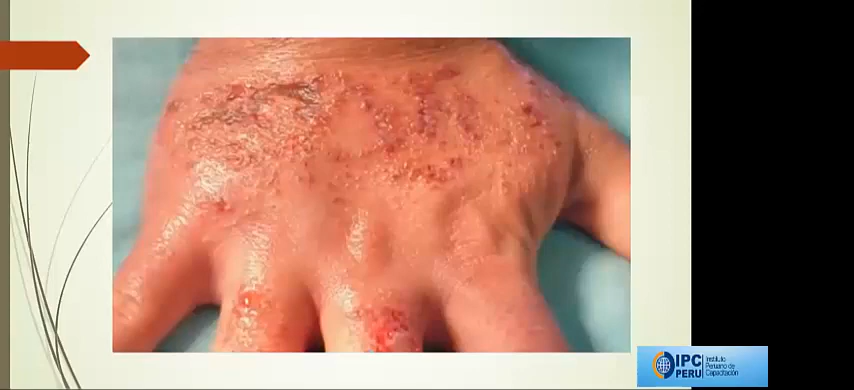 IPC
PERU
Instituto
Peruano de
Capacitación